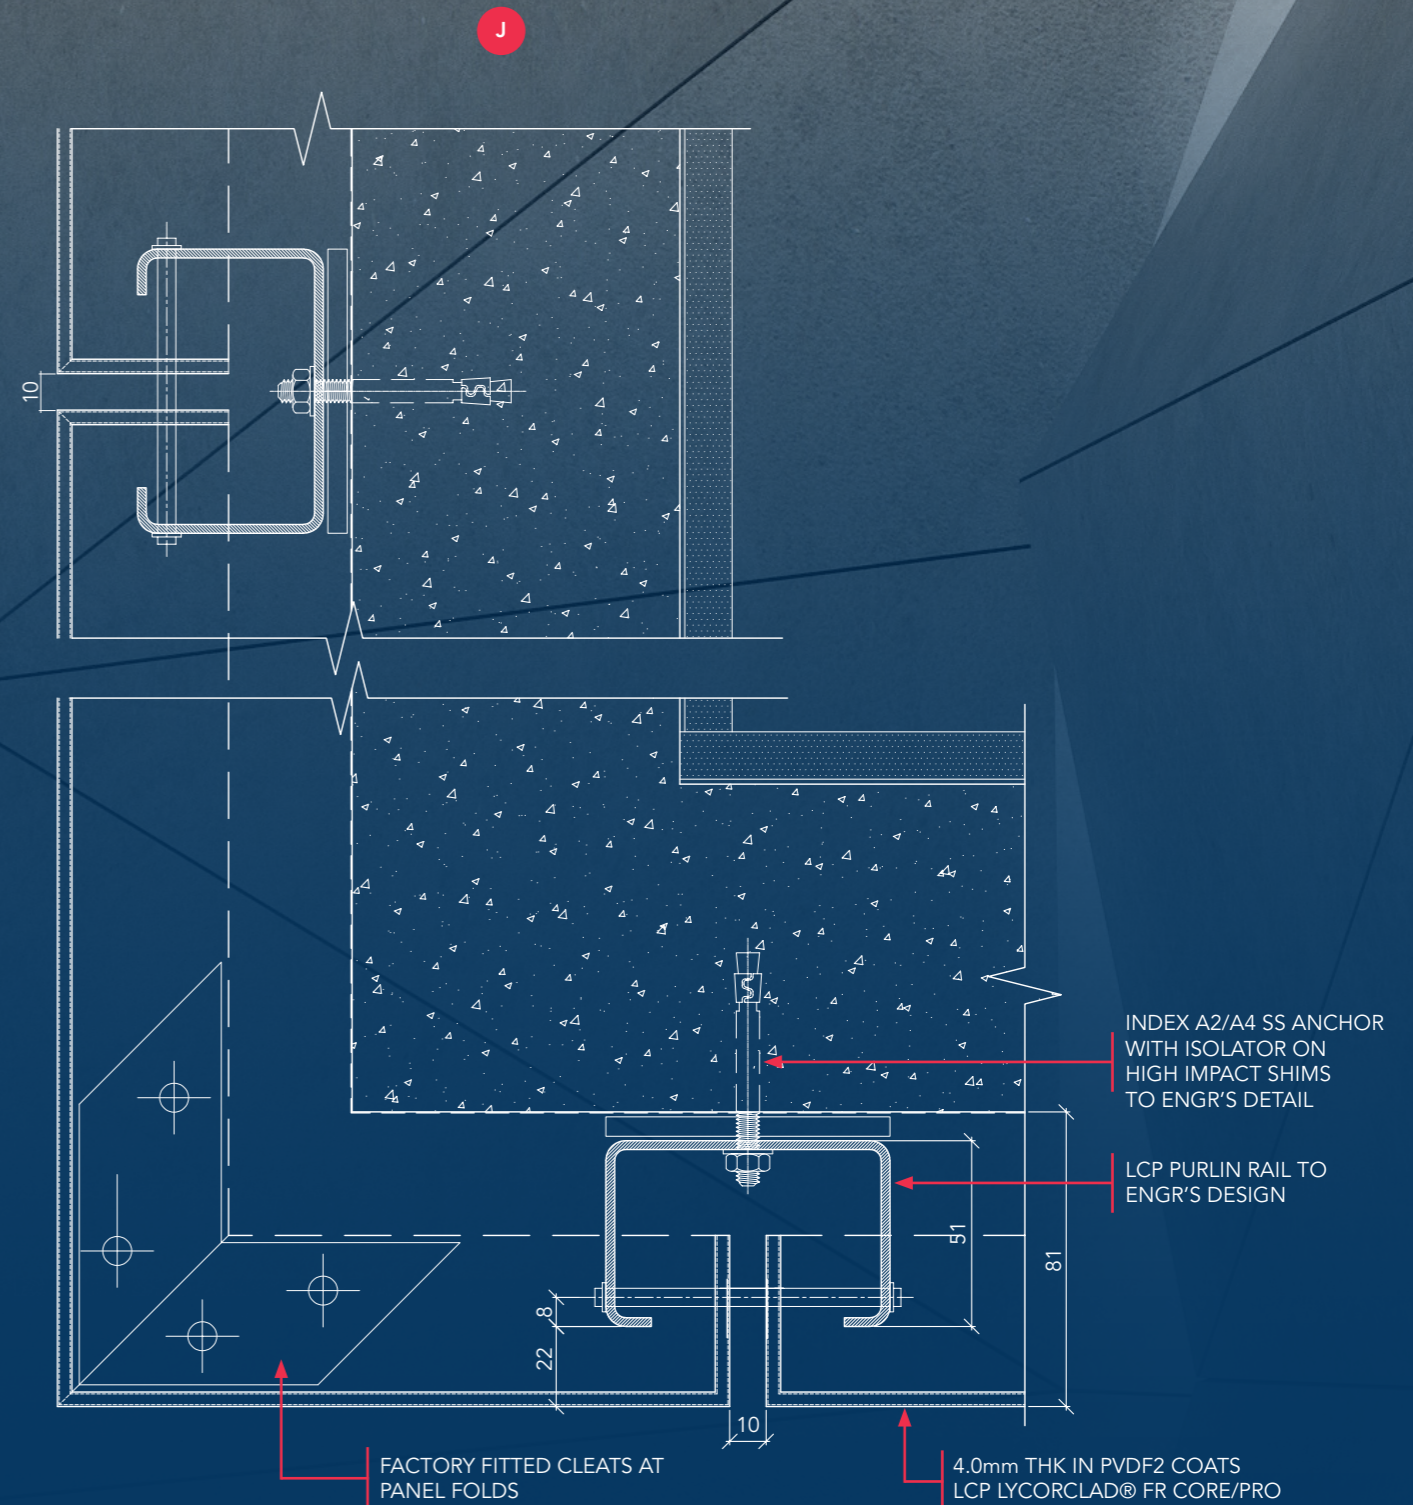 J
10
INDEX A2/A4 SS ANCHOR
WITH ISOLATOR ON
HIGH IMPACT SHIMS
TO ENGR'S DETAIL
LCP PURLIN RAIL TO
ENGR'S DESIGN
51
81
8
22
10
FACTORY FITTED CLEATS AT
PANEL FOLDS
4.0mm THK IN PVDF2 COATS
LCP LYCORCLAD® FR CORE/PRO